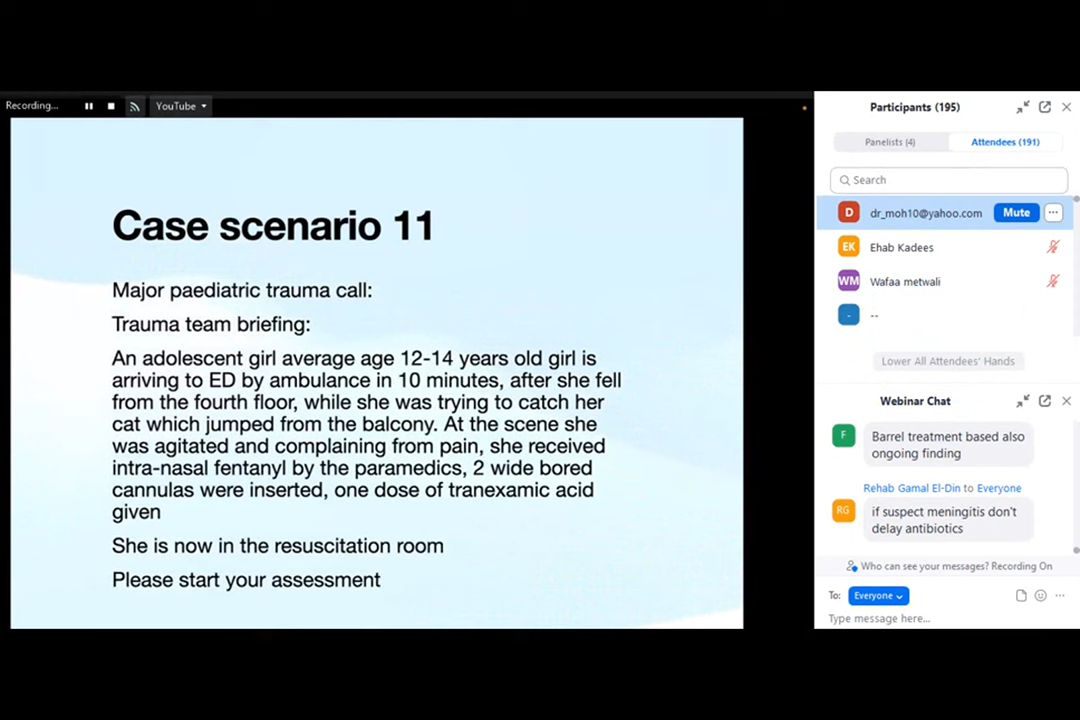 Recording...
YouTube
Case scenario 11
Major paediatric trauma call:
Trauma team briefing:
An adolescent girl average age 12-14 years old girl is
arriving to ED by ambulance in 10 minutes, after she fell
from the fourth floor, while she was trying to catch her
cat which jumped from the balcony. At the scene she
was agitated and complaining from pain, she received
intra-nasal fentanyl by the paramedics, 2 wide bored
cannulas were inserted, one dose of tranexamic acid
given
She is now in the resuscitation room
Please start your assessment
Participants (195)
Panelists (4)
Attendees (191)
Search
D
dr_moh10@yahoo.com
Mute
EK
Ehab Kadees
WM
Wafaa metwali
-
--
Lower All Attendees' Hands
Webinar Chat
F
Barrel treatment based also
ongoing finding
Rehab Gamal El-Din to Everyone
RG
if suspect meningitis don't
delay antibiotics
Who can see your messages? Recording On
To:
Everyone
Type message here...